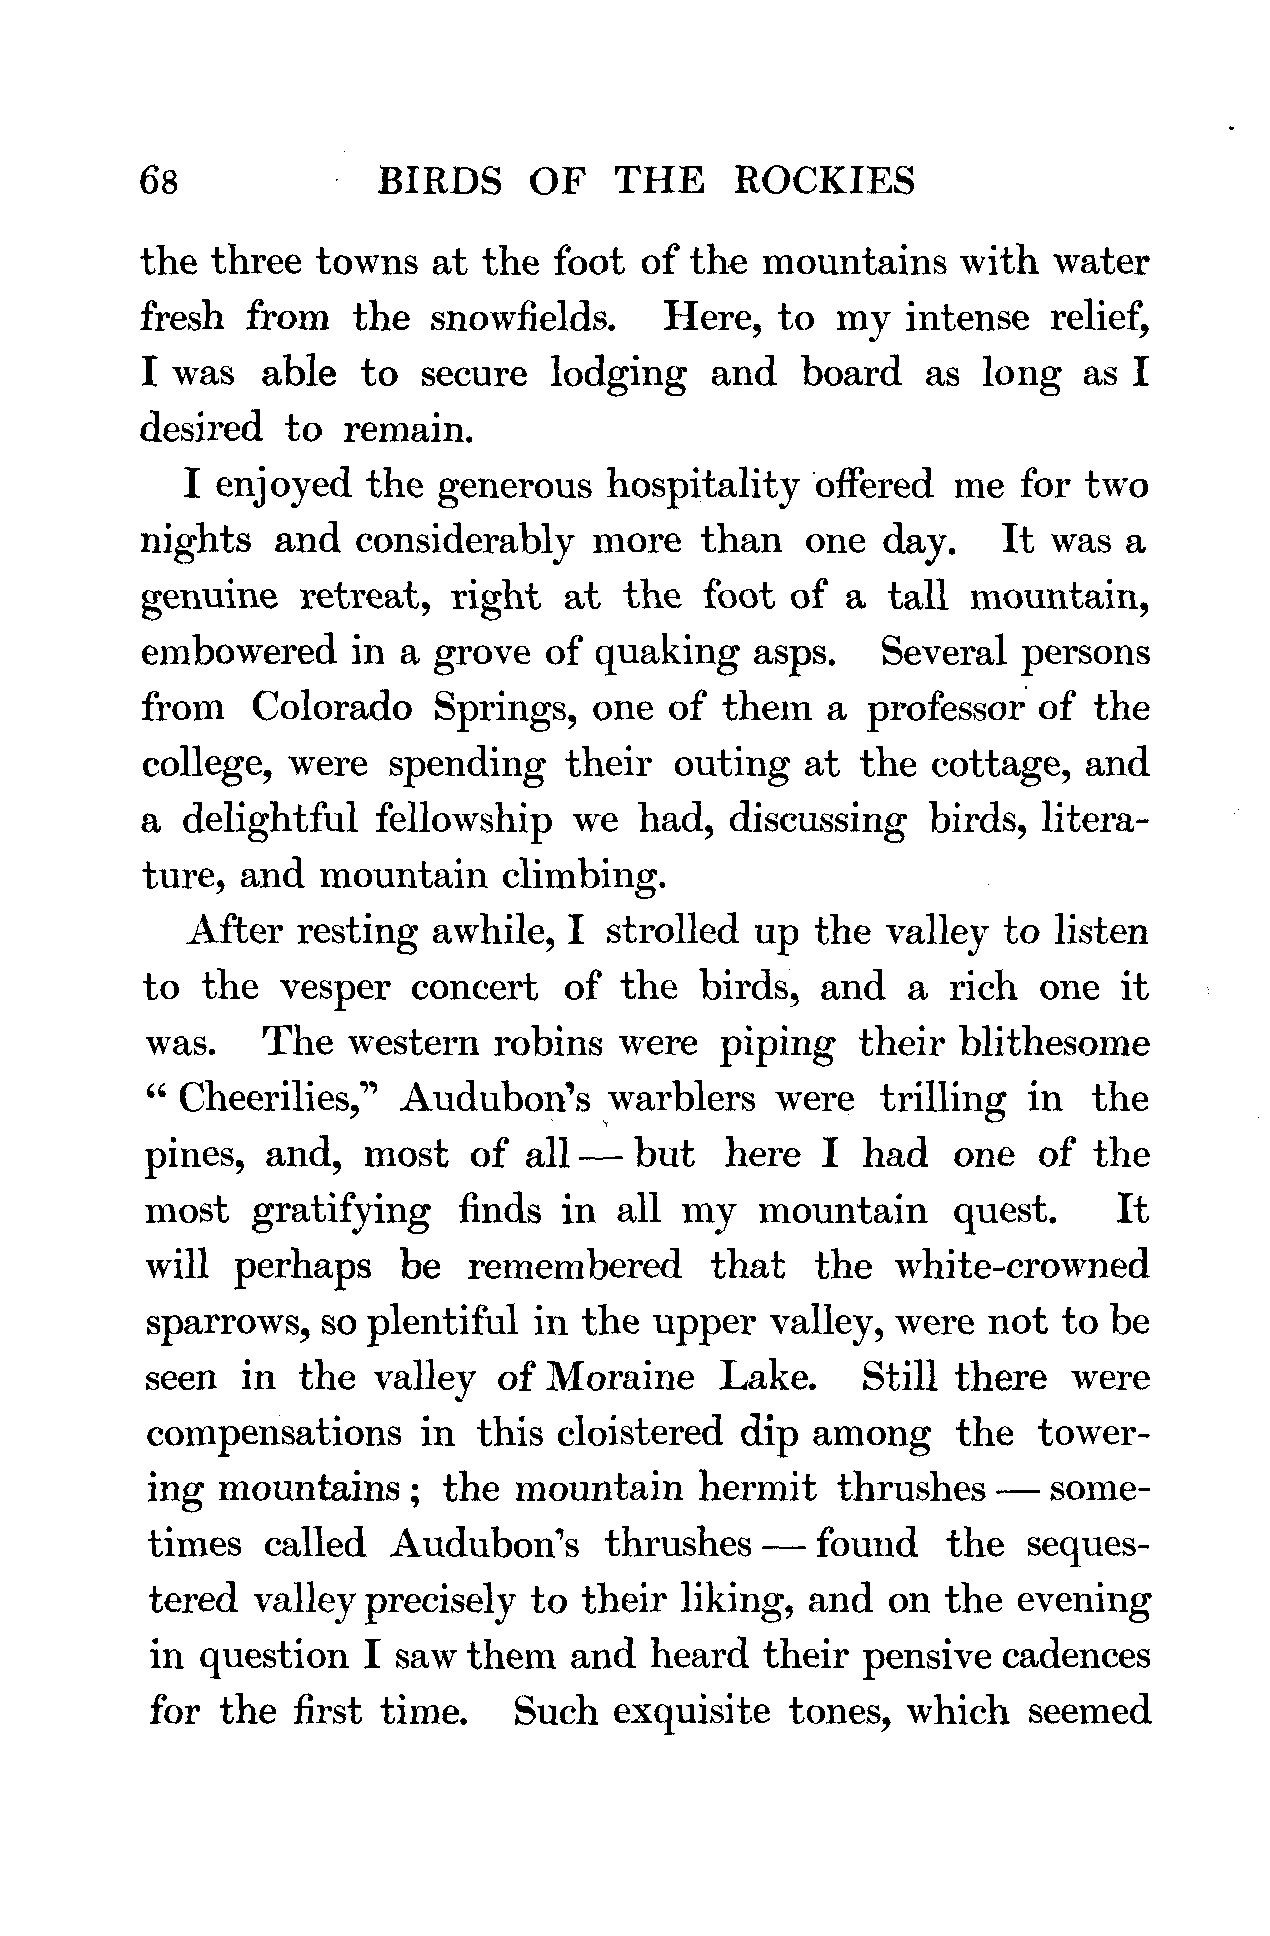 68 BIRDS OF THE ROCKIES
the three towns at the foot of the mountains with water
fresh from the snowfields. Here, to my intense relief,
I was able to secure lodging and board as long as I
desired to remain.
I enjoyed the generous hospitality offered me for two
nights and considerably more than one day. It was a
genuine retreat, right at the foot of a tall mountain,
embowered in a grove of quaking asps. Several persons
from Colorado Springs, one of them a professor of the
college, were spending their outing at the cottage, and
a delightful fellowship we had, discussing birds, litera-
ture, and mountain climbing.
After resting awhile, I strolled up the valley to listen
to the vesper concert of the birds, and a rich one it
was. The western robins were piping their blithesome
“ Cheerilies,” Audubon's warblers were trilling in the
pines, and, most of all — but here I had one of the
most gratifying finds in all my mountain quest. It
will perhaps be remembered that the white-crowned
sparrows, so plentiful in the upper valley, were not to be
seen in the valley of Moraine Lake. Still there were
compensations in this cloistered dip among the tower-
ing mountains ; the mountain hermit thrushes — some-
times called Audubon's thrushes — found the seques-
tered valley precisely to their liking, and on the evening
in question I saw them and heard their pensive cadences
for the first time. Such exquisite tones, which seemed